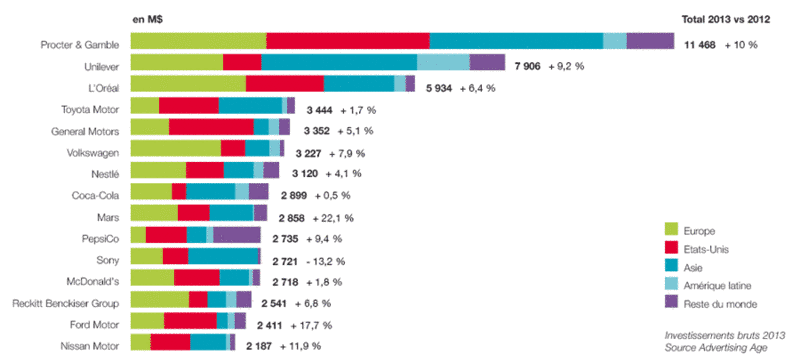 en M$ Total 2013 vs 2012
Procter & Gamble 11 468 + 10 %
Unilever 7 906 + 9,2 %
L'Oréal 5 934 + 6,4 %
Toyota Motor 3 444 + 1,7 %
General Motors 3 352 + 5,1 %
Volkswagen 3 227 + 7,9 %
Nestlé 3 120 + 4,1 %
Coca-Cola 2 899 + 0,5 %
Mars 2 858 + 22,1 %
PepsiCo 2 735 + 9,4 %
Sony 2 721 - 13,2 %
McDonald's 2 718 + 1,8 %
Reckitt Benckiser Group 2 541 + 6,8 %
Ford Motor 2 411 + 17,7 %
Nissan Motor 2 187 + 11,9 %
Europe
Etats-Unis
Asie
Amérique latine
Reste du monde
Investissements bruts 2013
Source Advertising Age